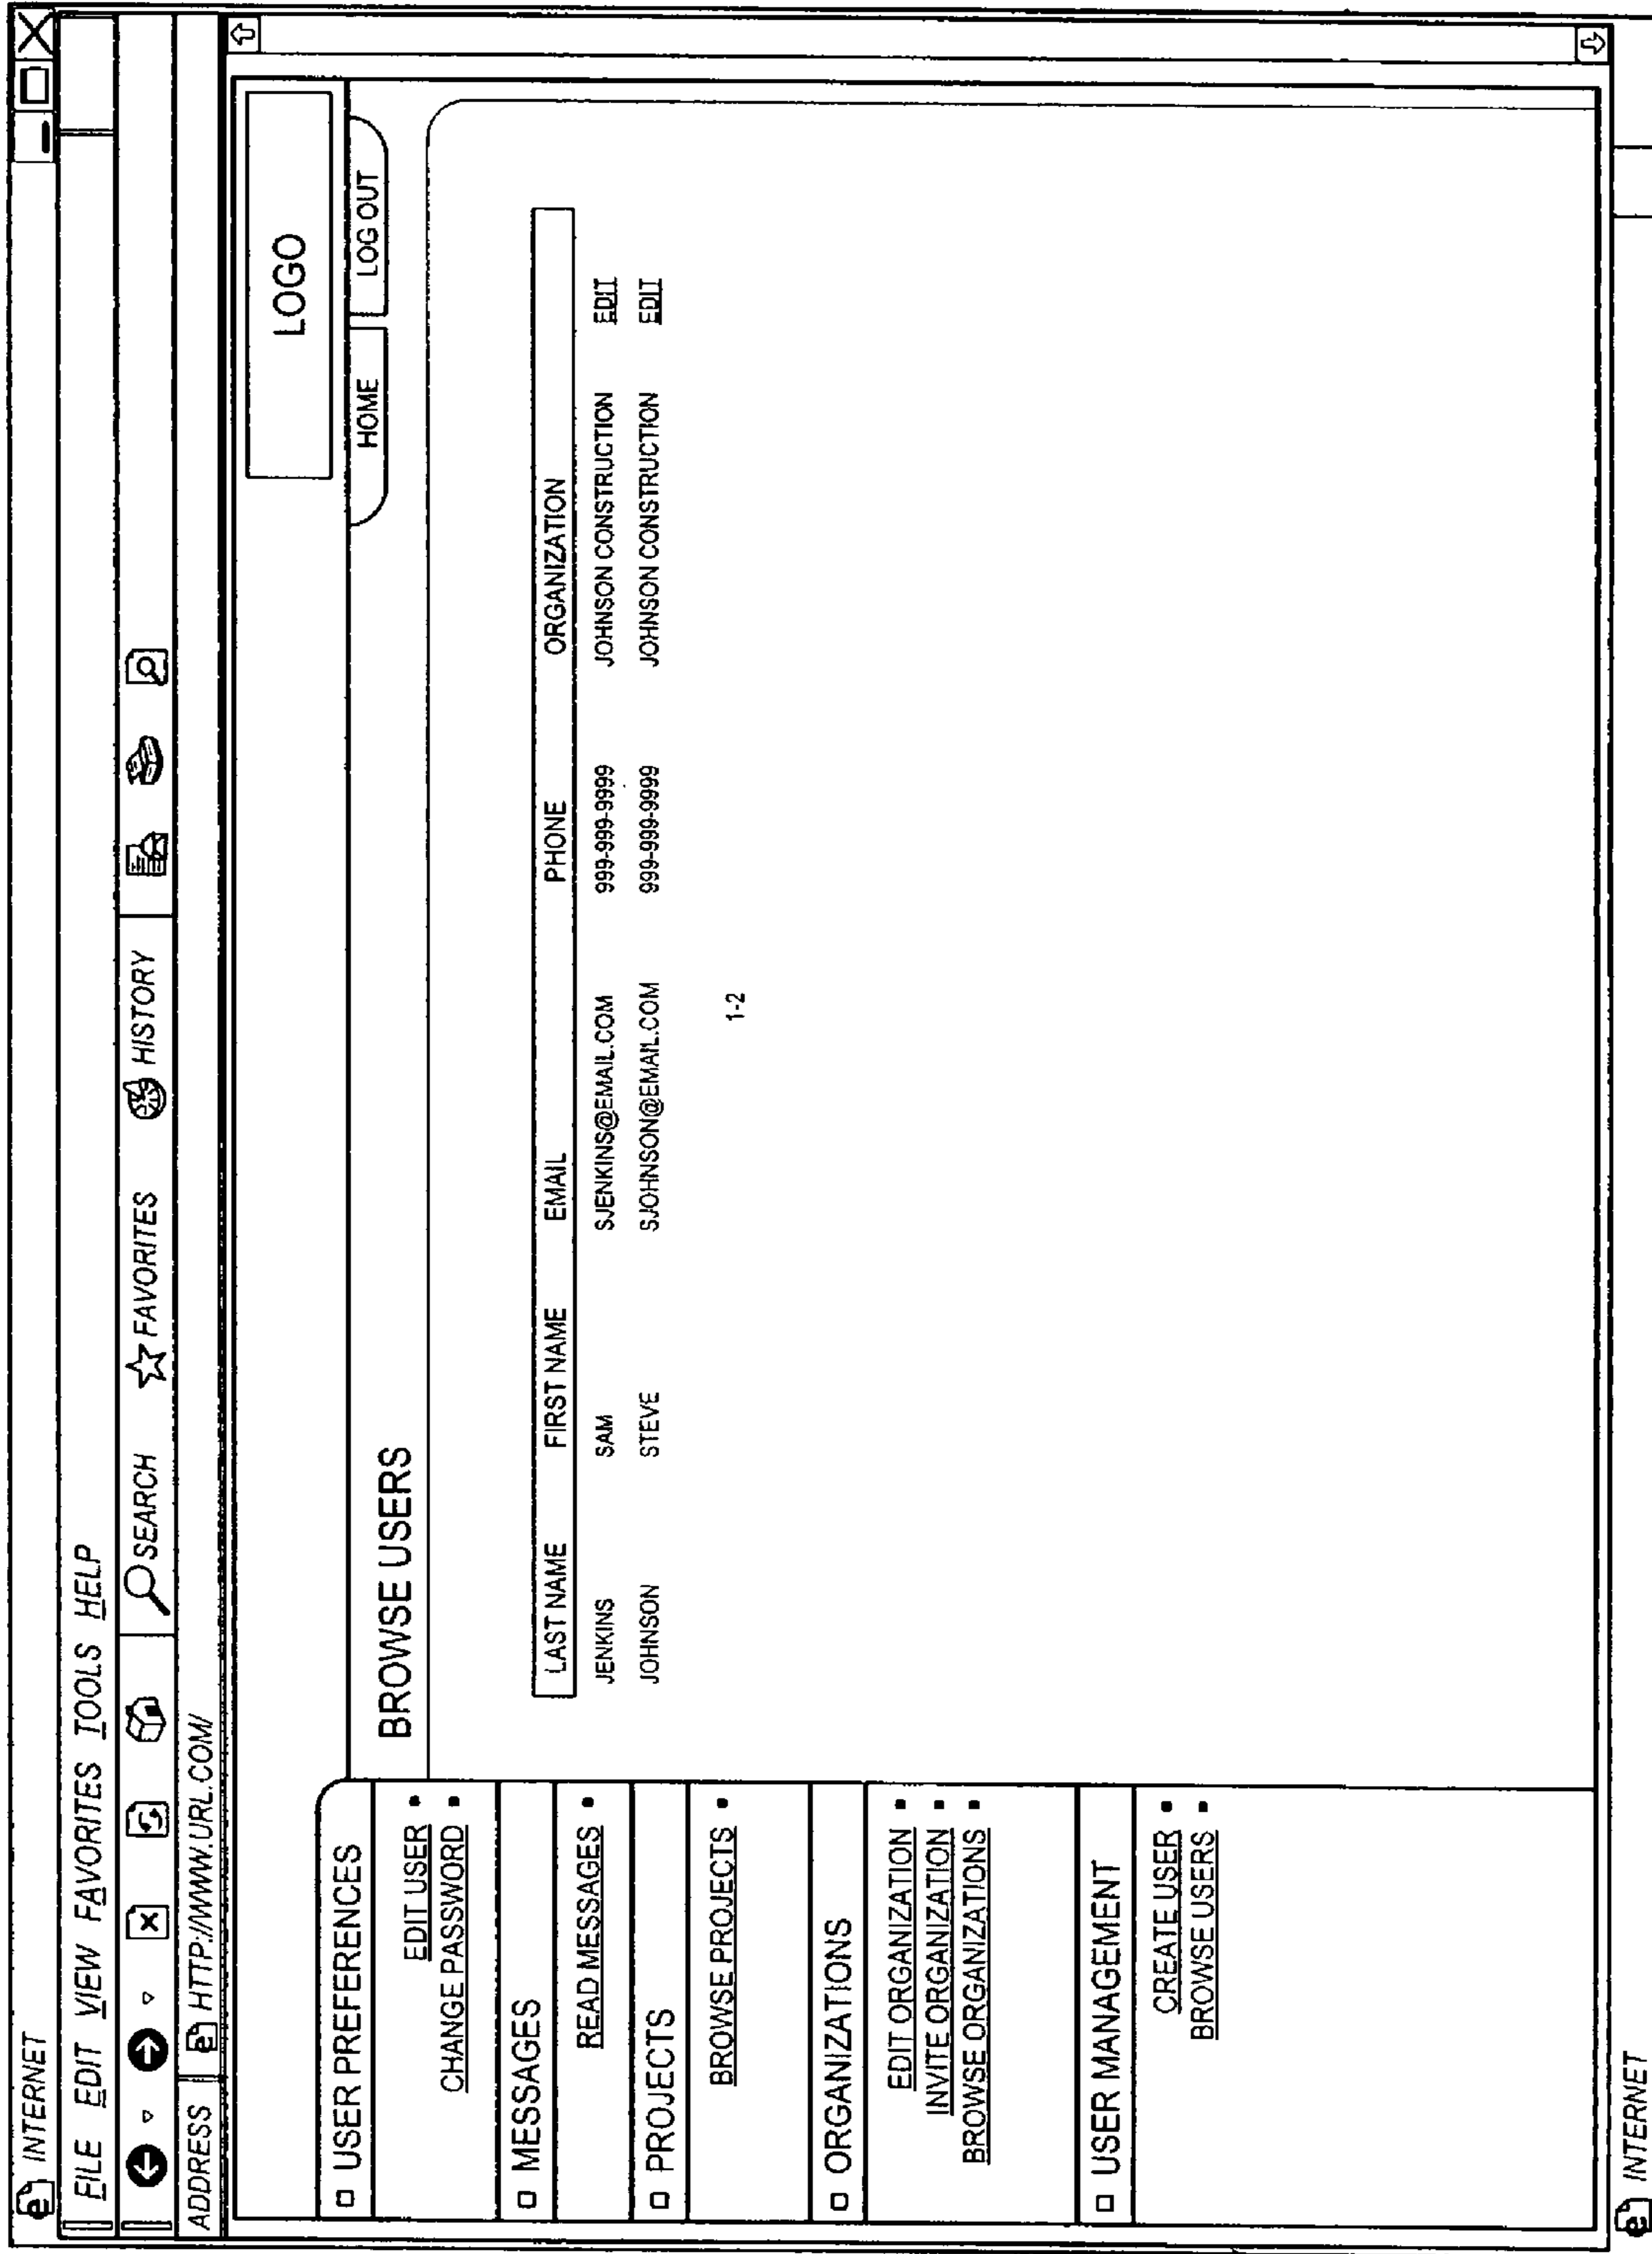 INTERNET
FILE EDIT VIEW FAVORITES TOOLS HELP
SEARCH FAVORITES HISTORY
ADDRESS HTTP://WWW.URL.COM/
LOGO
HOME LOG OUT
BROWSE USERS
USER PREFERENCES
EDIT USER
CHANGE PASSWORD
MESSAGES
READ MESSAGES
PROJECTS
BROWSE PROJECTS
ORGANIZATIONS
EDIT ORGANIZATION
INVITE ORGANIZATION
BROWSE ORGANIZATIONS
USER MANAGEMENT
CREATE USER
BROWSE USERS
LAST NAME FIRST NAME EMAIL PHONE ORGANIZATION
JENKINS SAM SJENKINS@EMAIL.COM 999-999-9999 JOHNSON CONSTRUCTION EDIT
JOHNSON STEVE SJOHNSON@EMAIL.COM 999-999-9999 JOHNSON CONSTRUCTION EDIT
1-2
INTERNET